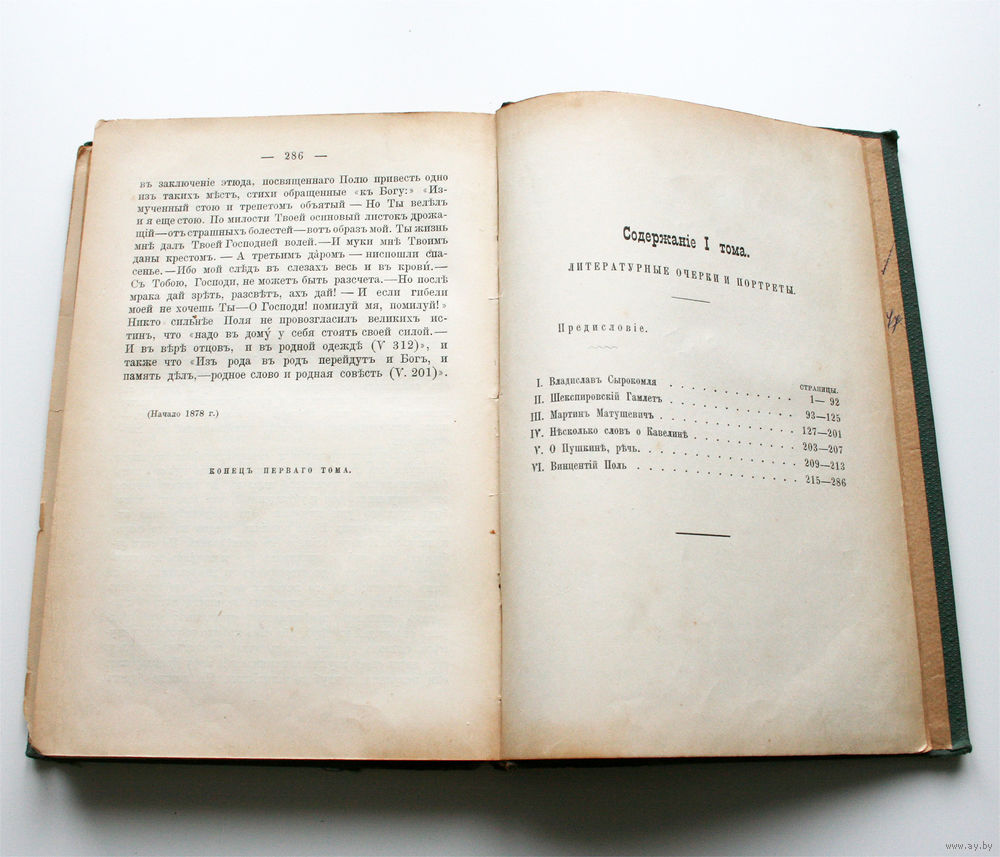 — 286 —
въ заключеніе этюда, посвященнаго Полю привесть одно
изъ такихъ мѣстъ, стихи обращенные «къ Богу:» «Из-
мученный стою и трепетомъ объятый — Но Ты велѣлъ
и я еще стою. По милости Твоей осиновый листокъ дрожа-
щій—отъ страшныхъ болестей—вотъ образъ мой. Ты жизнь
мнѣ далъ Твоей Господней волей.—И муки мнѣ Твоимъ
даны крестомъ. — А третьимъ даромъ — ниспошли спа-
сенье.—Ибо мой слѣдъ въ слезахъ весь и въ крови.—
Съ Тобою, Господи, не можетъ быть разсчета.—Но послѣ
мрака дай зрѣть, разсвѣтъ, ахъ дай! — И если гибели
моей не хочешь Ты—О Господи! помилуй мя, помилуй!»
Никто сильнѣе Поля не провозгласилъ великихъ ис-
тинъ, что «надо въ дому́ у себя стоять своей силой.—
И въ вѣрѣ отцовъ, и въ родной одеждѣ (V 312)», и
также что «Изъ рода въ родъ перейдутъ и Богъ, и
память дѣлъ,—родное слово и родная совѣсть (V. 201)».
(Начало 1878 г.)
КОНЕЦЪ ПЕРВАГО ТОМА.
Содержаніе I тома.
ЛИТЕРАТУРНЫЕ ОЧЕРКИ И ПОРТРЕТЫ.
Предисловіе.
СТРАНИЦЫ.
I. Владиславъ Сырокомля . . . . . . . . . 1— 92
II. Шекспировскій Гамлетъ . . . . . . . . . 93—125
III. Мартинъ Матушевичъ . . . . . . . . . 127—201
IV. Нѣсколько словъ о Кавелинѣ . . . . . . . . . 203—207
V. О Пушкинѣ, рѣчь. . . . . . . . . . 209—213
VI. Винцентій Поль . . . . . . . . . 215—286
www.ay.by